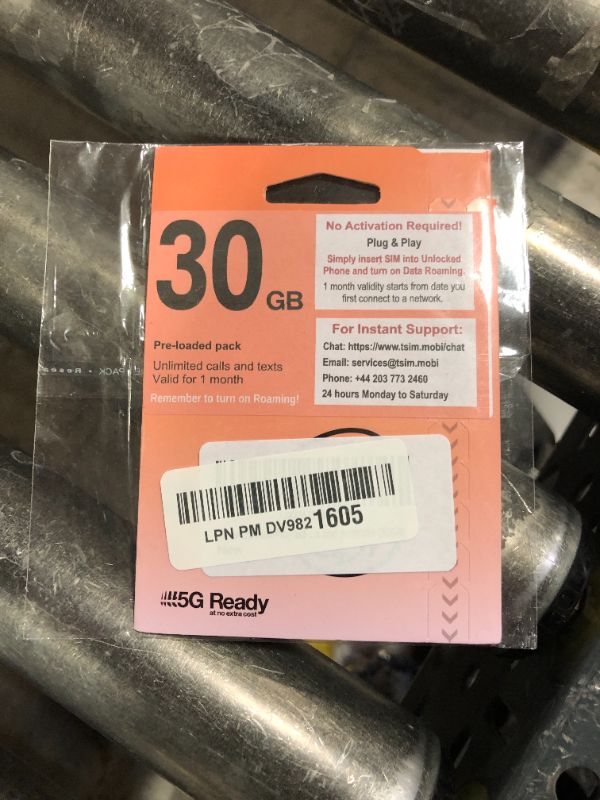 30 GB
Pre-loaded pack
Unlimited calls and texts
Valid for 1 month
Remember to turn on Roaming!
No Activation Required!
Plug & Play
Simply insert SIM into Unlocked
Phone and turn on Data Roaming.
1 month validity starts from date you
first connect to a network.
For Instant Support:
Chat: https://www.tsim.mobi/chat
Email: services@tsim.mobi
Phone: +44 203 773 2460
24 hours Monday to Saturday
LPN PM DV9821605
5G Ready
at no extra cost